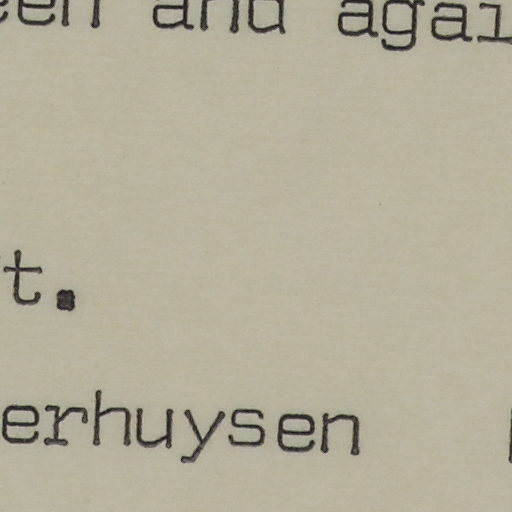 een and agai
t.
erhuysen